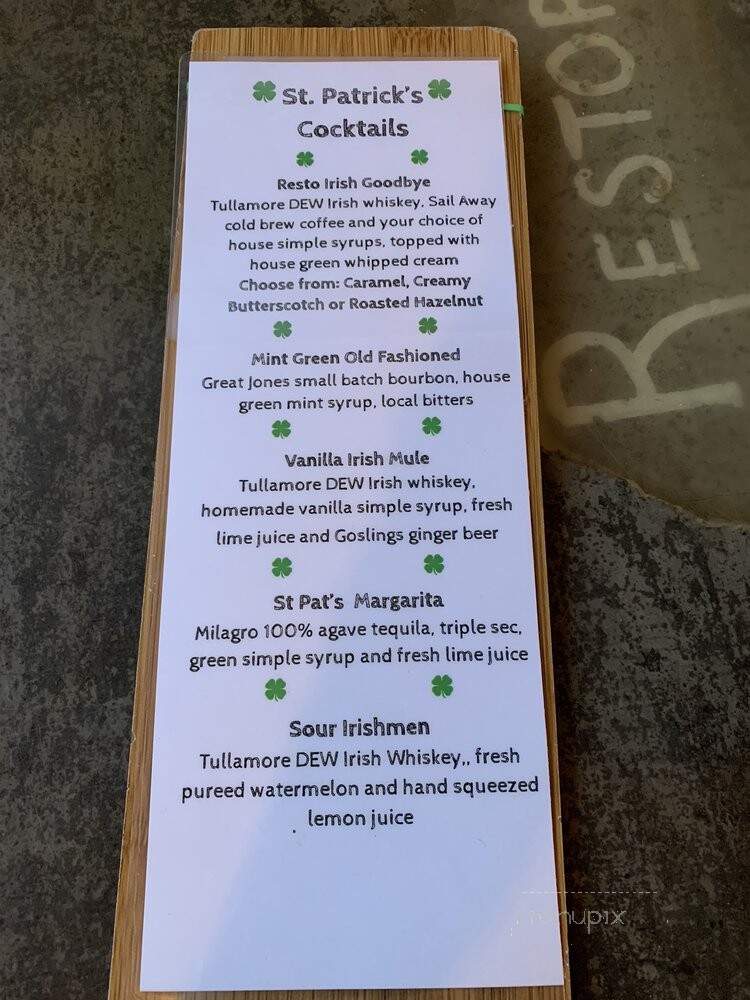 St. Patrick's
Cocktails
Resto Irish Goodbye
Tullamore DEW Irish whiskey, Sail Away
cold brew coffee and your choice of
house simple syrups, topped with
house green whipped cream
Choose from: Caramel, Creamy
Butterscotch or Roasted Hazelnut
Mint Green Old Fashioned
Great Jones small batch bourbon, house
green mint syrup, local bitters
Vanilla Irish Mule
Tullamore DEW Irish whiskey,
homemade vanilla simple syrup, fresh
lime juice and Goslings ginger beer
St Pat's Margarita
Milagro 100% agave tequila, triple sec,
green simple syrup and fresh lime juice
Sour Irishmen
Tullamore DEW Irish Whiskey,, fresh
pureed watermelon and hand squeezed
lemon juice
RESTO